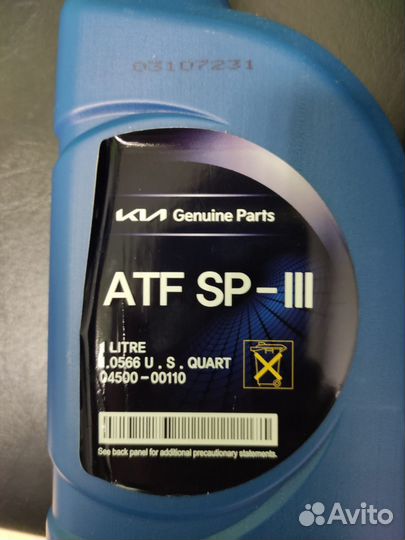 03107231
KIA Genuine Parts
ATF SP-III
1 LITRE
1.0566 U.S. QUART
04500-00110
See back panel for additional precautionary statements.
Avito